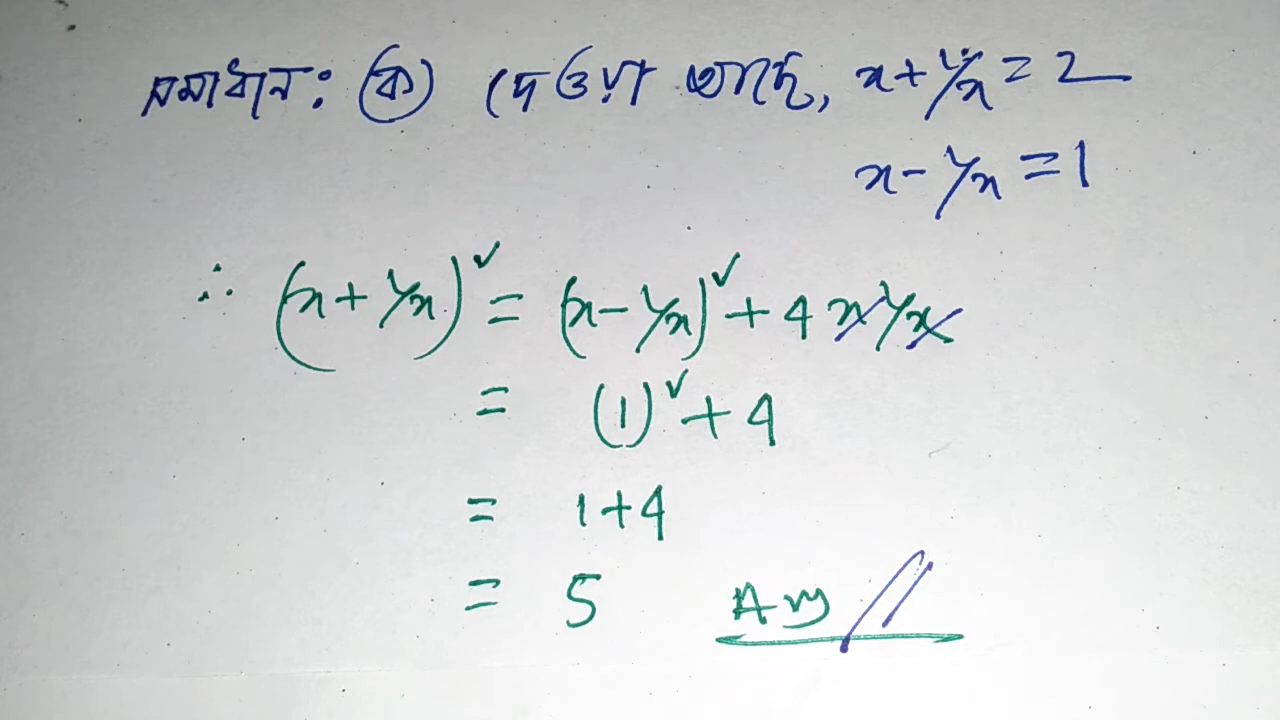 সমাধান: (ক) দেওয়া আছে, x + 1/x = 2
x - 1/x = 1
∴ (x + 1/x)² = (x - 1/x)² + 4 x 1/x
= (1)² + 4
= 1+4
= 5 Ans //